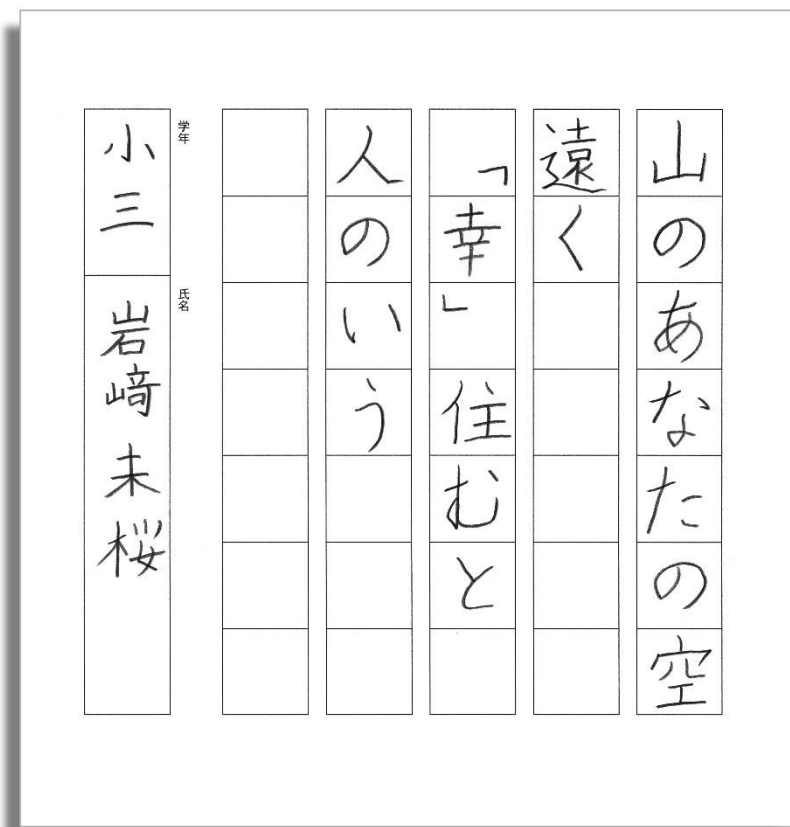 山のあなたの空
遠く
「幸」住むと
人のいう
学年
小三
氏名
岩﨑未桜